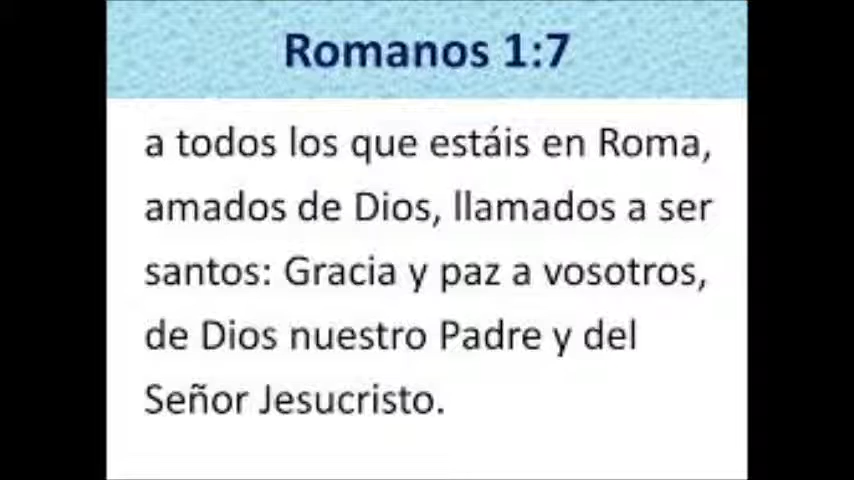 Romanos 1:7
a todos los que estáis en Roma,
amados de Dios, llamados a ser
santos: Gracia y paz a vosotros,
de Dios nuestro Padre y del
Señor Jesucristo.